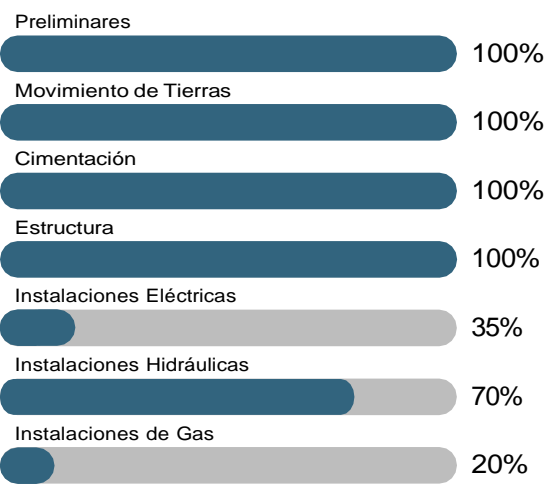 Preliminares
100%
Movimiento de Tierras
100%
Cimentación
100%
Estructura
100%
Instalaciones Eléctricas
35%
Instalaciones Hidráulicas
70%
Instalaciones de Gas
20%